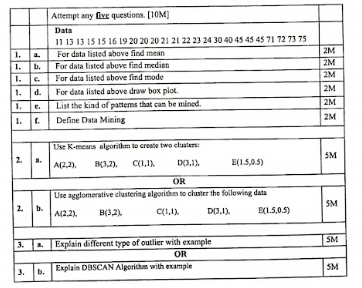 Attempt any five questions. [10M]
Data
11 13 13 15 15 16 19 20 20 20 21 21 22 23 24 30 40 45 45 45 71 72 73 75
1. a. For data listed above find mean 2M
1. b. For data listed above find median 2M
1. c. For data listed above find mode 2M
1. d. For data listed above draw box plot. 2M
1. e. List the kind of patterns that can be mined. 2M
1. f. Define Data Mining 2M
2. a. Use K-means algorithm to create two clusters: 5M
A(2,2), B(3,2), C(1,1), D(3,1), E(1.5,0.5)
OR
2. b. Use agglomerative clustering algorithm to cluster the following data 5M
A(2,2), B(3,2), C(1,1), D(3,1), E(1.5,0.5)
3. a. Explain different type of outlier with example 5M
OR
3. b. Explain DBSCAN Algorithm with example 5M